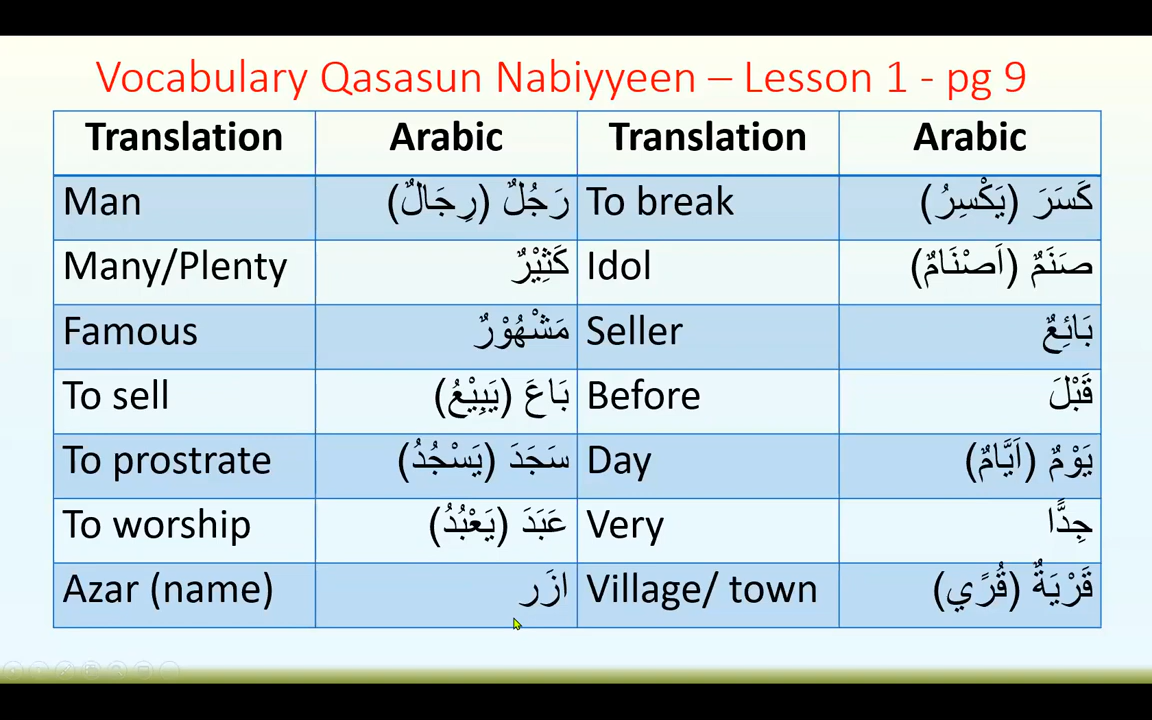 Vocabulary Qasasun Nabiyyeen – Lesson 1 - pg 9
Translation Arabic Translation Arabic
Man رَجُلٌ (رِجَالٌ) To break كَسَرَ (يَكْسِرُ)
Many/Plenty كَثِيْرٌ Idol صَنَمٌ (اَصْنَامٌ)
Famous مَشْهُوْرٌ Seller بَائِعٌ
To sell بَاعَ (يَبِيْعُ) Before قَبْلَ
To prostrate سَجَدَ (يَسْجُدُ) Day يَوْمٌ (اَيَّامٌ)
To worship عَبَدَ (يَعْبُدُ) Very جِدًّا
Azar (name) ازَر Village/ town قَرْيَةٌ (قُرًي)